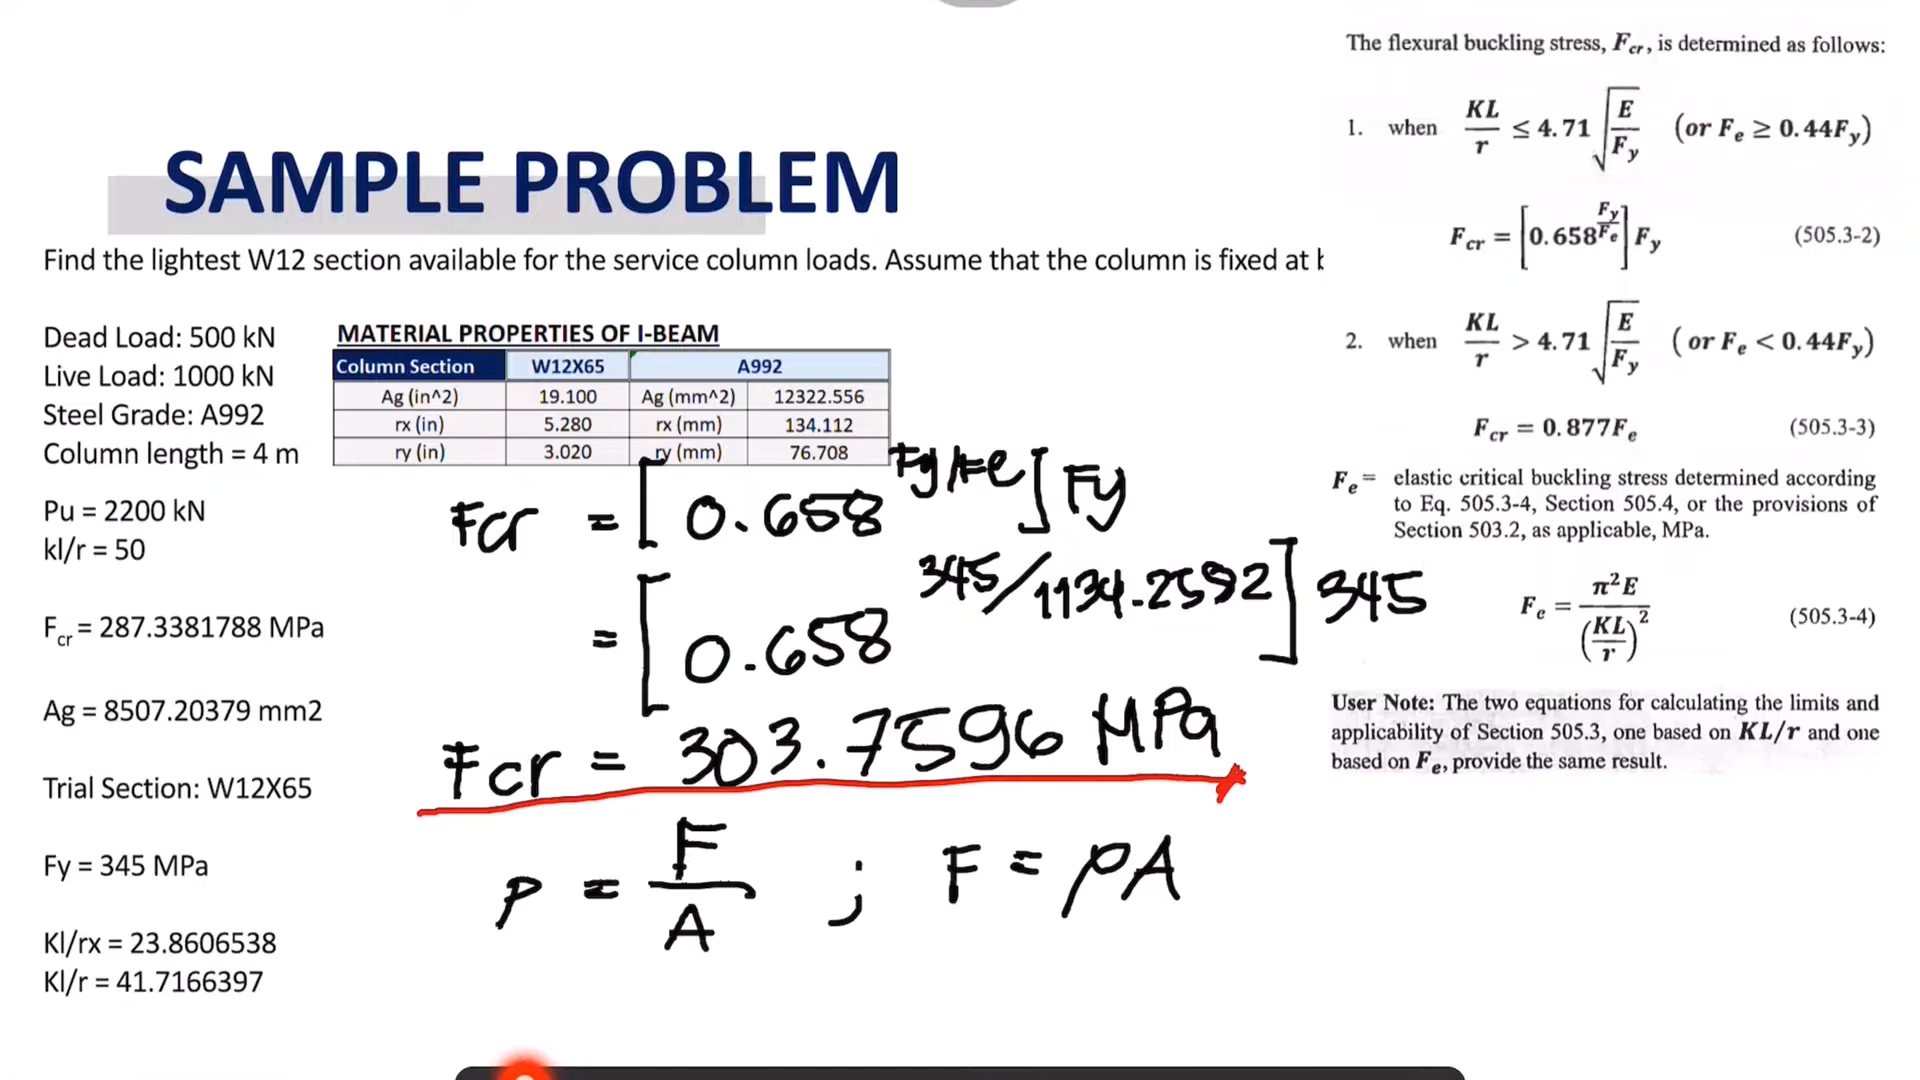 SAMPLE PROBLEM
Find the lightest W12 section available for the service column loads. Assume that the column is fixed at
Dead Load: 500 kN
Live Load: 1000 kN
Steel Grade: A992
Column length = 4 m
Pu = 2200 kN
kl/r = 50
Fcr = 287.3381788 MPa
Ag = 8507.20379 mm2
Trial Section: W12X65
Fy = 345 MPa
Kl/rx = 23.8606538
Kl/r = 41.7166397
MATERIAL PROPERTIES OF I-BEAM
Column Section W12X65 A992
Ag (in^2) 19.100 Ag (mm^2) 12322.556
rx (in) 5.280 rx (mm) 134.112
ry (in) 3.020 ry (mm) 76.708
Fcr = [0.658^Fy/Fe] Fy
= [0.658^345/1134.2592] 345
Fcr = 303.7596 MPa
P = F/A ; F = PA
The flexural buckling stress, Fcr, is determined as follows:
1. when KL/r ≤ 4.71 √(E/Fy) (or Fe ≥ 0.44Fy)
Fcr = [0.658^(Fy/Fe)] Fy (505.3-2)
2. when KL/r > 4.71 √(E/Fy) ( or Fe < 0.44Fy)
Fcr = 0.877Fe (505.3-3)
Fe = elastic critical buckling stress determined according
to Eq. 505.3-4, Section 505.4, or the provisions of
Section 503.2, as applicable, MPa.
Fe = π²E/(KL/r)² (505.3-4)
User Note: The two equations for calculating the limits and
applicability of Section 505.3, one based on KL/r and one
based on Fe, provide the same result.